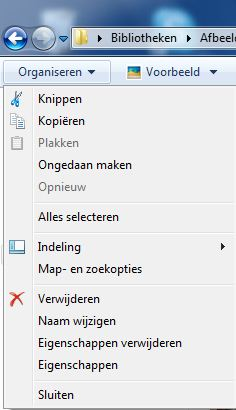 Bibliotheken Afbeeld
Organiseren Voorbeeld
Knippen
Kopiëren
Plakken
Ongedaan maken
Opnieuw
Alles selecteren
Indeling
Map- en zoekopties
Verwijderen
Naam wijzigen
Eigenschappen verwijderen
Eigenschappen
Sluiten